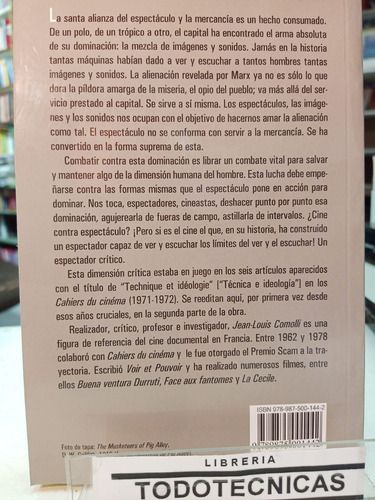 La santa alianza del espectáculo y la mercancía es un hecho consumado.
De un polo, de un trópico a otro, el capital ha encontrado el arma absoluta
de su dominación: la mezcla de imágenes y sonidos. Jamás en la historia
tantas máquinas habían dado a ver y escuchar a tantos hombres tantas
imágenes y sonidos. La alienación revelada por Marx ya no es sólo lo que
dora la píldora amarga de la miseria, el opio del pueblo; va más allá del
servicio prestado al capital. Se sirve a sí misma. Los espectáculos, las imáge-
nes y los sonidos nos ocupan con el objetivo de hacernos amar la alienación
como tal. El espectáculo no se conforma con servir a la mercancía. Se ha
convertido en la forma suprema de esta.
Combatir contra esta dominación es librar un combate vital para salvar
y mantener algo de la dimensión humana del hombre. Esta lucha debe empe-
ñarse contra las formas mismas que el espectáculo pone en acción para do-
minar. Nos toca, espectadores, cineastas, deshacer punto por punto esa
dominación, agujerearla de fueras de campo, astillarla de intervalos. ¿Cine
contra espectáculo? ¡Pero si es el cine el que, en su historia, ha construido
un espectador capaz de ver y escuchar los límites del ver y el escuchar! Un
espectador crítico.
Esta dimensión crítica estaba en juego en los seis artículos aparecidos
con el título de "Technique et idéologie" ["Técnica e ideología"] en los
Cahiers du cinéma (1971-1972). Se reeditan aquí, por primera vez desde
esos años cruciales, en la segunda parte de la obra.
Realizador, crítico, profesor e investigador, Jean-Louis Comolli es una
figura de referencia del cine documental en Francia. Entre 1962 y 1978
colaboró con Cahiers du cinéma y le fue otorgado el Premio Scam a la tra-
yectoria. Escribió Voir et Pouvoir y ha realizado numerosos filmes, entre
ellos Buena ventura Durruti, Face aux fantomes y La Cecile.
ISBN 978-987-500-144-2
9789875001442
Foto de tapa: The Musketeers of Pig Alley,
LIBRERIA
TODOTECNICAS